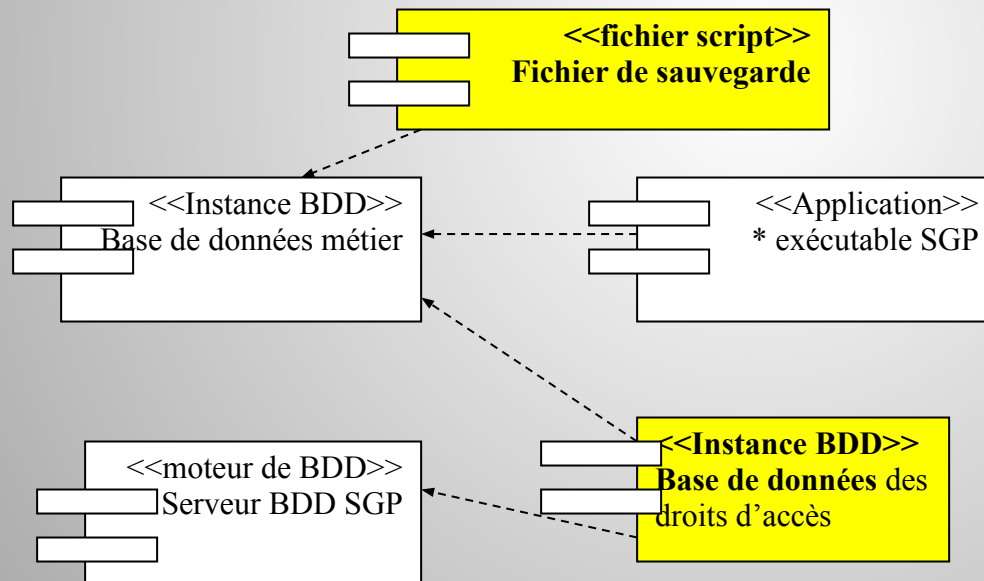 <<fichier script>>
Fichier de sauvegarde
<<Instance BDD>>
Base de données métier
<<Application>>
* exécutable SGP
<<moteur de BDD>>
Serveur BDD SGP
<<Instance BDD>>
Base de données des
droits d’accès